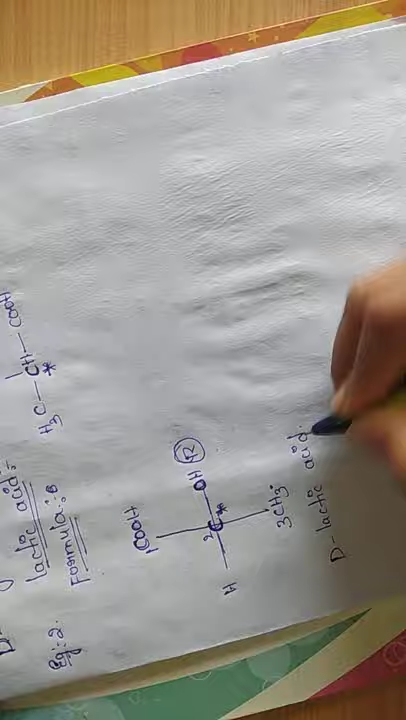 Eg:2. lactic acid:-
Formula:- H3C—CH—COOH
*
1COOH
H 2C* OH R
3CH3
D-lactic acid.